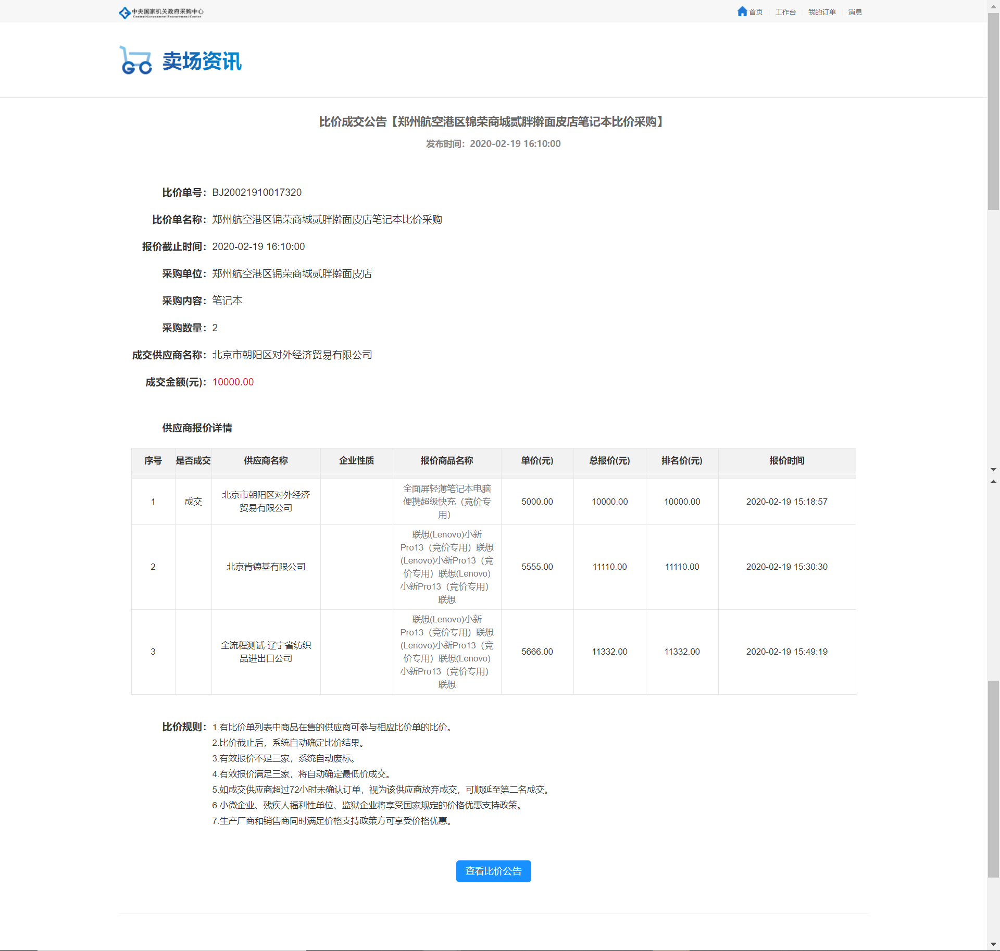 中央国家机关政府采购中心
Central Government Procurement Center
首页 工作台 我的订单 消息
卖场资讯
比价成交公告【郑州航空港区锦荣商城贰胖擀面皮店笔记本比价采购】
发布时间：2020-02-19 16:10:00
比价单号：BJ20021910017320
比价单名称：郑州航空港区锦荣商城贰胖擀面皮店笔记本比价采购
报价截止时间：2020-02-19 16:10:00
采购单位：郑州航空港区锦荣商城贰胖擀面皮店
采购内容：笔记本
采购数量：2
成交供应商名称：北京市朝阳区对外经济贸易有限公司
成交金额(元)：10000.00
供应商报价详情
序号 是否成交 供应商名称 企业性质 报价商品名称 单价(元) 总报价(元) 排名价(元) 报价时间
1 成交
北京市朝阳区对外经济
贸易有限公司
全面屏轻薄笔记本电脑
便携超级快充（竞价专
用）
5000.00 10000.00 10000.00 2020-02-19 15:18:57
2
北京肯德基有限公司
联想(Lenovo)小新
Pro13（竞价专用）联想
(Lenovo)小新Pro13（竞
价专用）联想(Lenovo)
小新Pro13（竞价专用）
联想
5555.00 11110.00 11110.00 2020-02-19 15:30:30
3
全流程测试-辽宁省纺织
品进出口公司
联想(Lenovo)小新
Pro13（竞价专用）联想
(Lenovo)小新Pro13（竞
价专用）联想(Lenovo)
小新Pro13（竞价专用）
联想
5666.00 11332.00 11332.00 2020-02-19 15:49:19
比价规则：1.有比价单列表中商品在售的供应商可参与相应比价单的比价。
2.比价截止后，系统自动确定比价结果。
3.有效报价不足三家，系统自动废标。
4.有效报价满足三家，将自动确定最低价成交。
5.如成交供应商超过72小时未确认订单，视为该供应商放弃成交，可顺延至第二名成交。
6.小微企业、残疾人福利性单位、监狱企业将享受国家规定的价格优惠支持政策。
7.生产厂商和销售商同时满足价格支持政策方可享受价格优惠。
查看比价公告